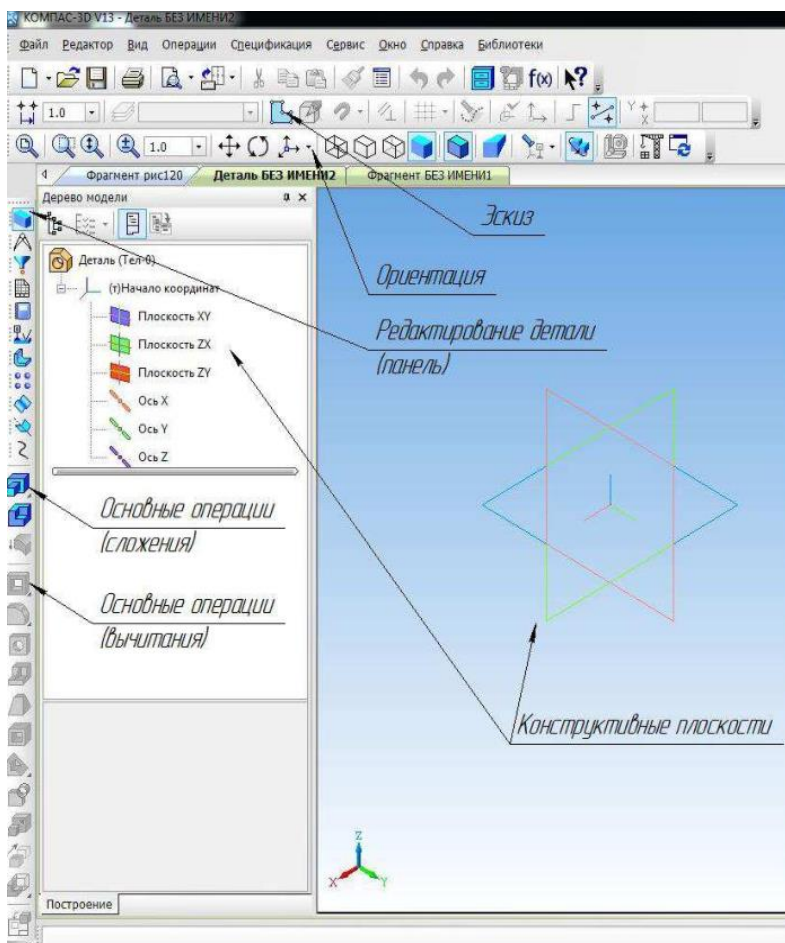 КОМПАС-3D V13 - Деталь БЕЗ ИМЕНИ2
Файл Редактор Вид Операции Спецификация Сервис Окно Справка Библиотеки
f(x)
1.0
1.0
Фрагмент рис120 Деталь БЕЗ ИМЕНИ2 Фрагмент БЕЗ ИМЕНИ1
Дерево модели
Деталь (Тел-0)
(т)Начало координат
Плоскость XY
Плоскость ZX
Плоскость ZY
Ось X
Ось Y
Ось Z
Эскиз
Ориентация
Редактирование детали
(панель)
Основные операции
(сложения)
Основные операции
(вычитания)
Конструктивные плоскости
Z
X
Y
Построение